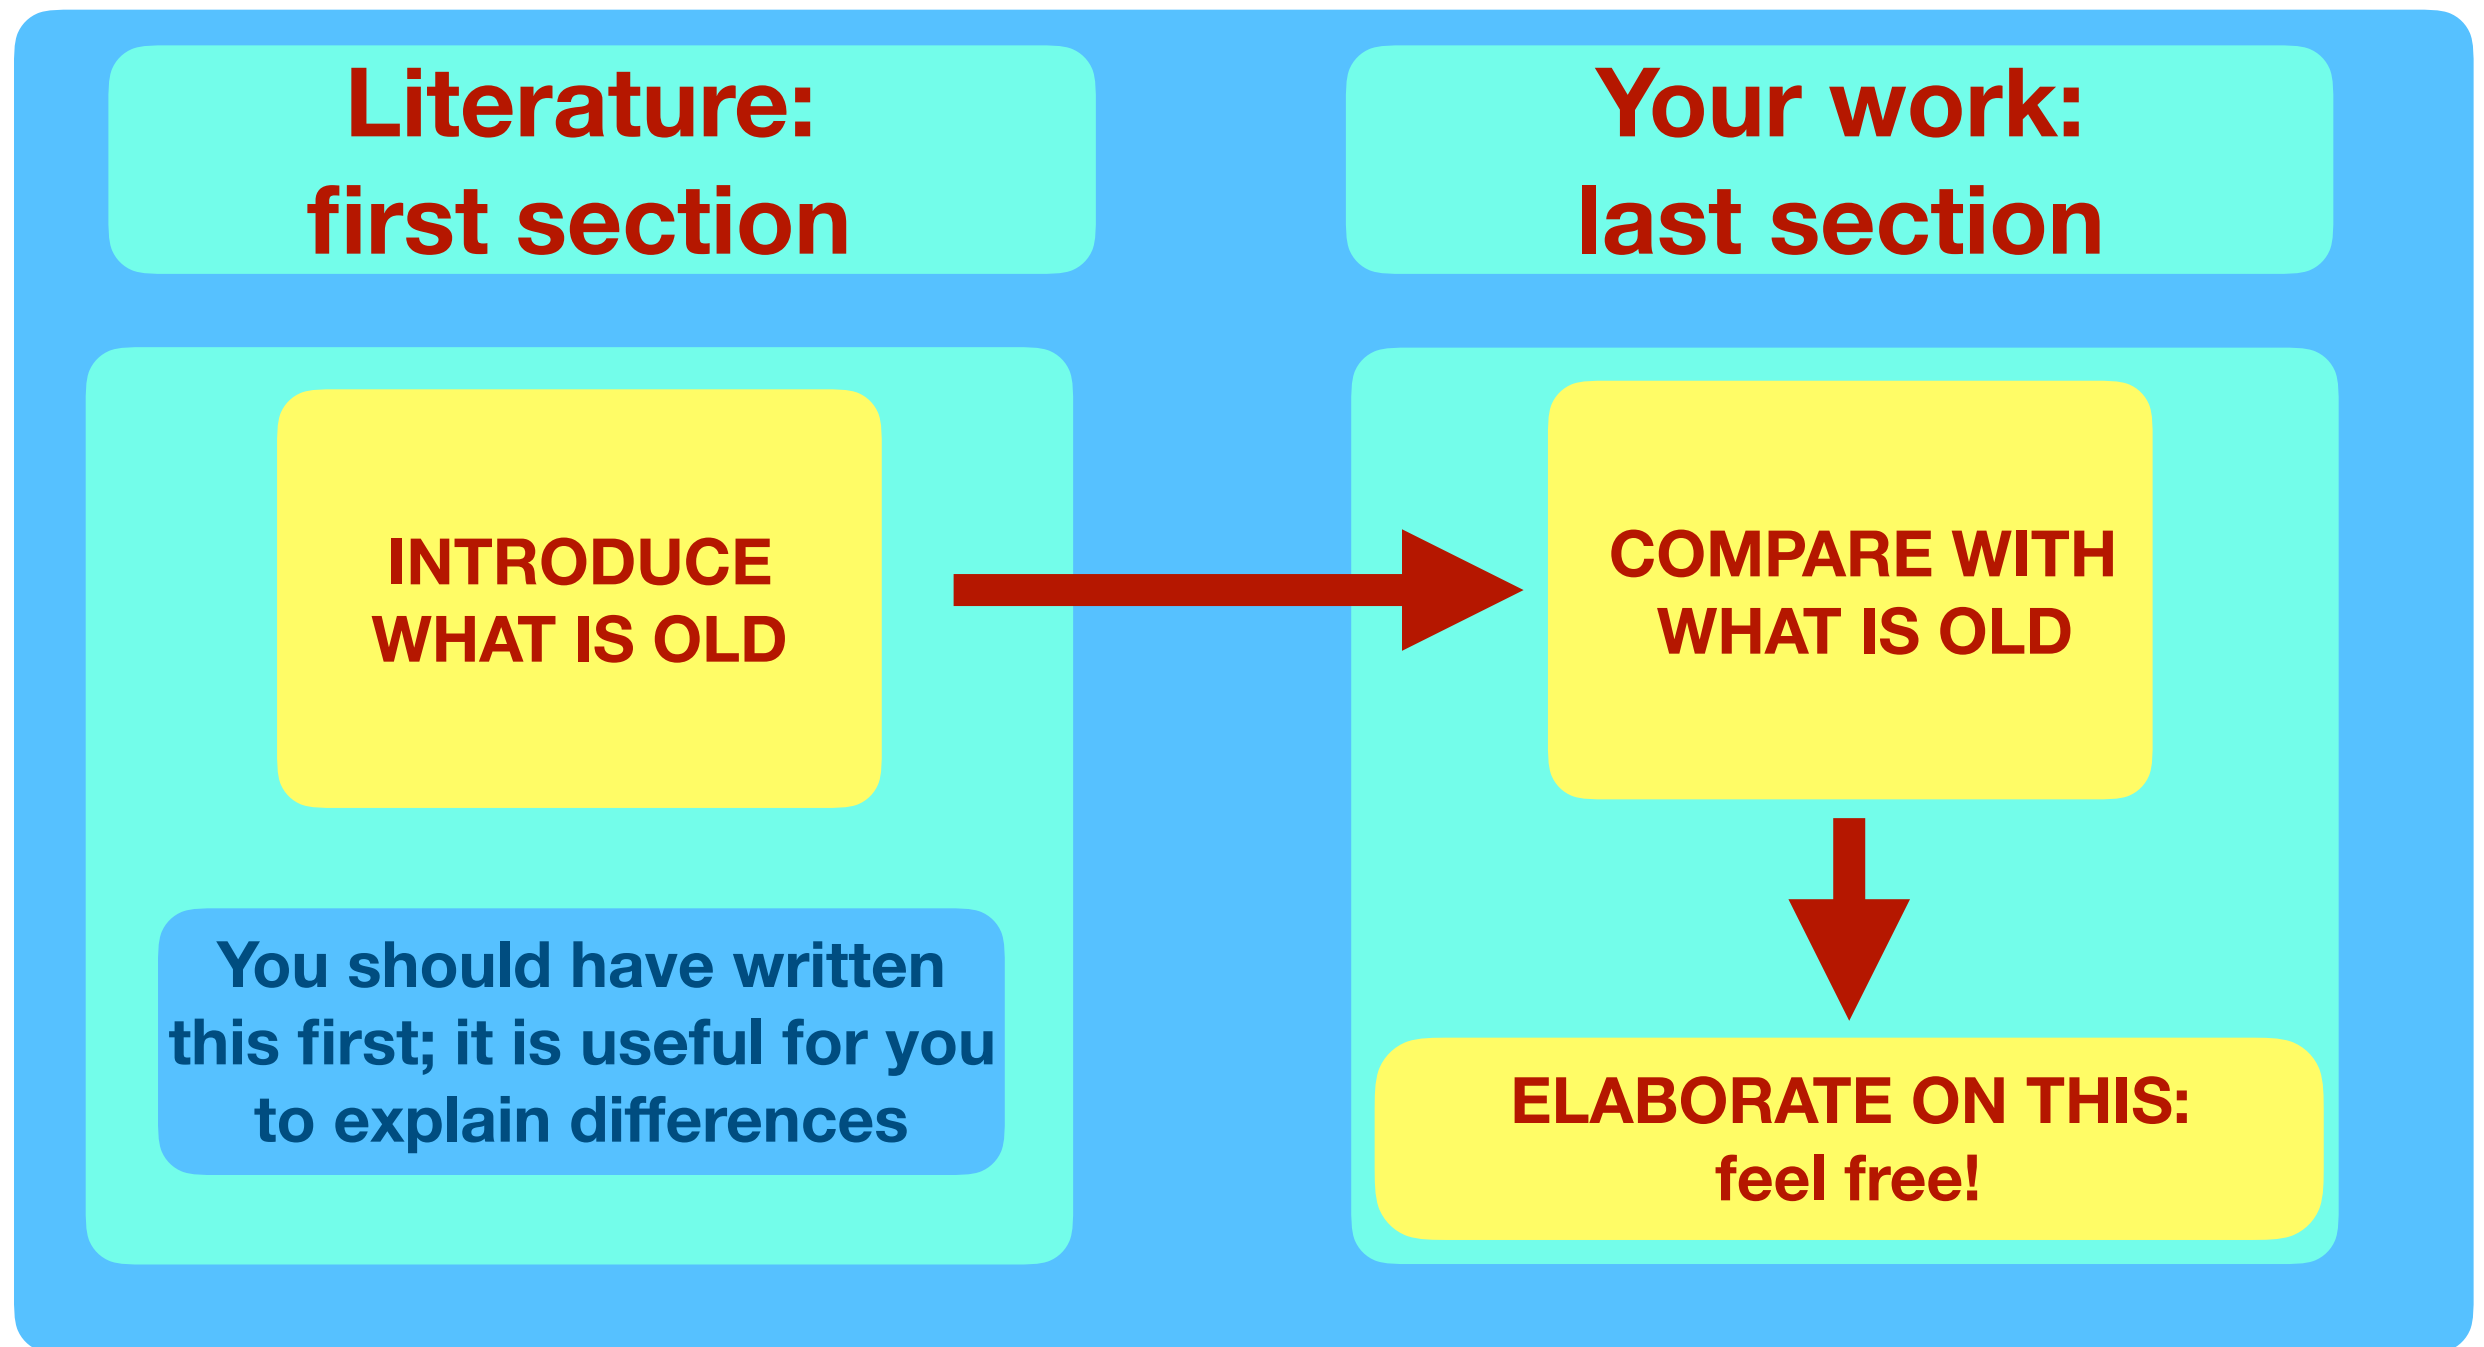 Literature:
first section
Your work:
last section
INTRODUCE
WHAT IS OLD
COMPARE WITH
WHAT IS OLD
You should have written
this first; it is useful for you
to explain differences
ELABORATE ON THIS:
feel free!